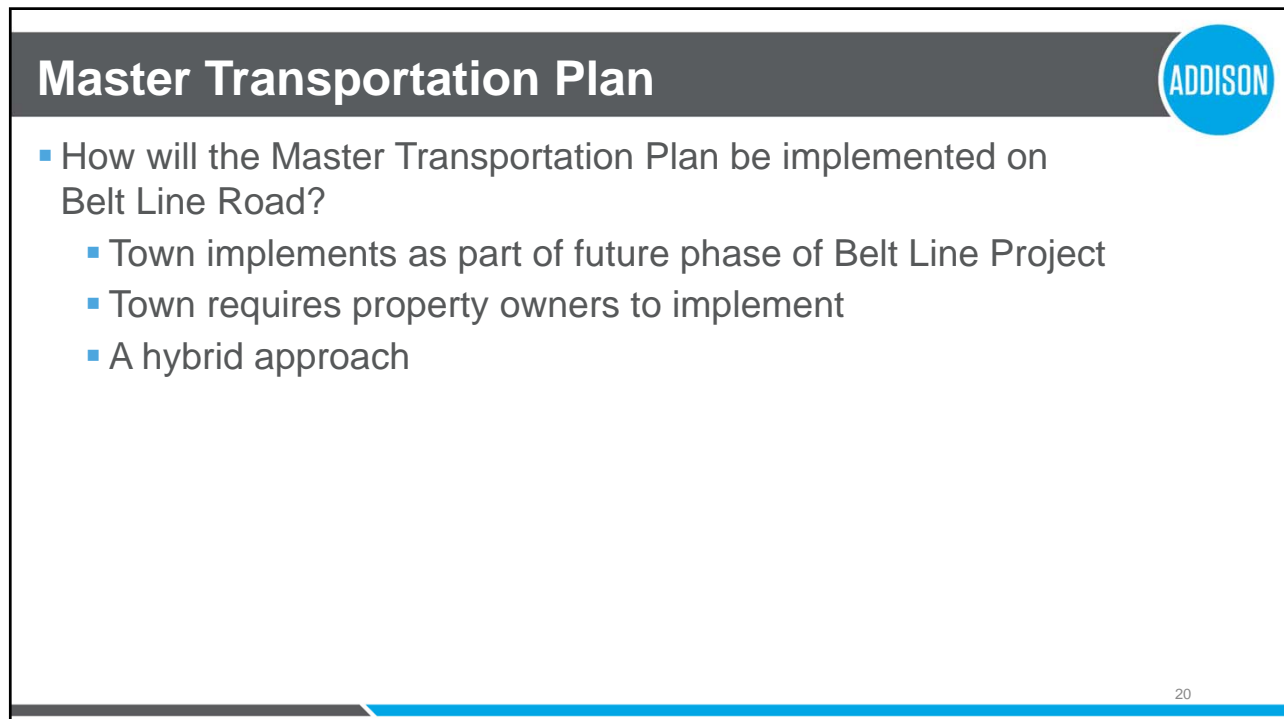 Master Transportation Plan
ADDISON
▪ How will the Master Transportation Plan be implemented on
Belt Line Road?
▪ Town implements as part of future phase of Belt Line Project
▪ Town requires property owners to implement
▪ A hybrid approach
20